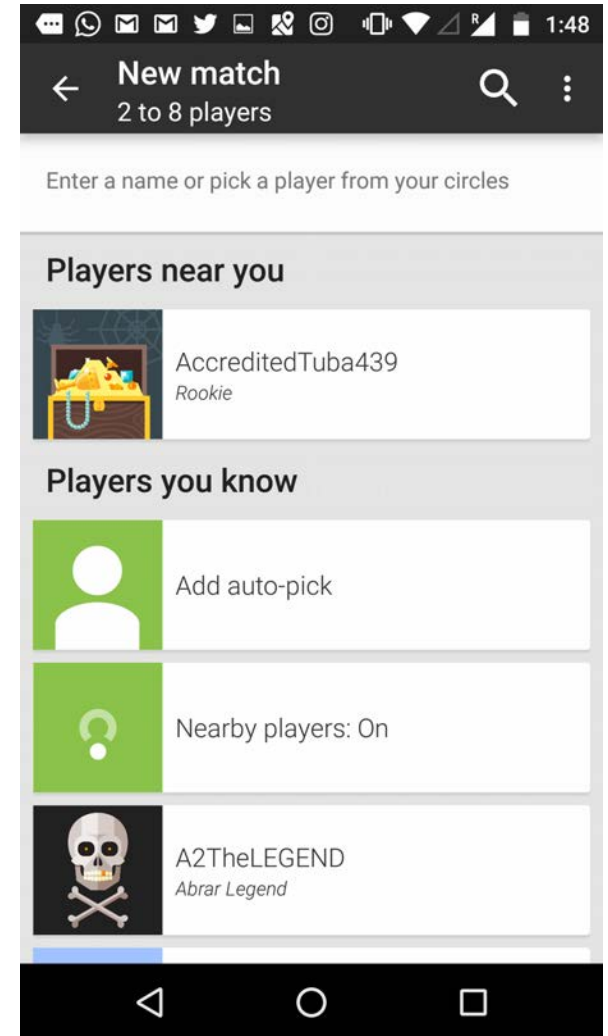 R
1:48
New match
2 to 8 players
Enter a name or pick a player from your circles
Players near you
AccreditedTuba439
Rookie
Players you know
Add auto-pick
Nearby players: On
A2TheLEGEND
Abrar Legend